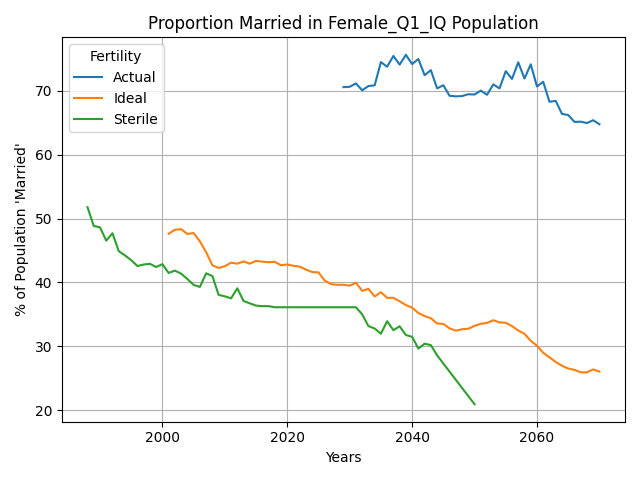 Proportion Married in Female_Q1_IQ Population
Fertility
Actual
Ideal
Sterile
% of Population 'Married'
70
60
50
40
30
20
2000
2020
2040
2060
Years